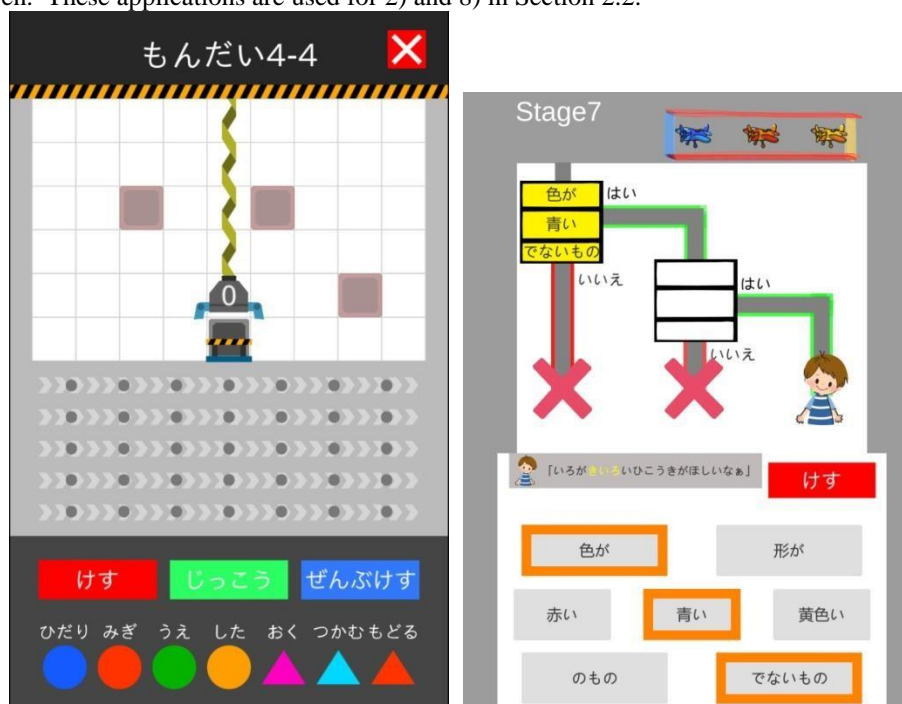 en. These applications are used for 2) and 8) in Section 2.2.
もんだい4-4
0
けす じっこう ぜんぶけす
ひだり みぎ うえ した おく つかむ もどる
Stage7
色が
青い
でないもの
はい
いいえ
はい
いいえ
「いろがきいろいひこうきがほしいなぁ」
けす
色が 形が
赤い 青い 黄色い
のもの でないもの